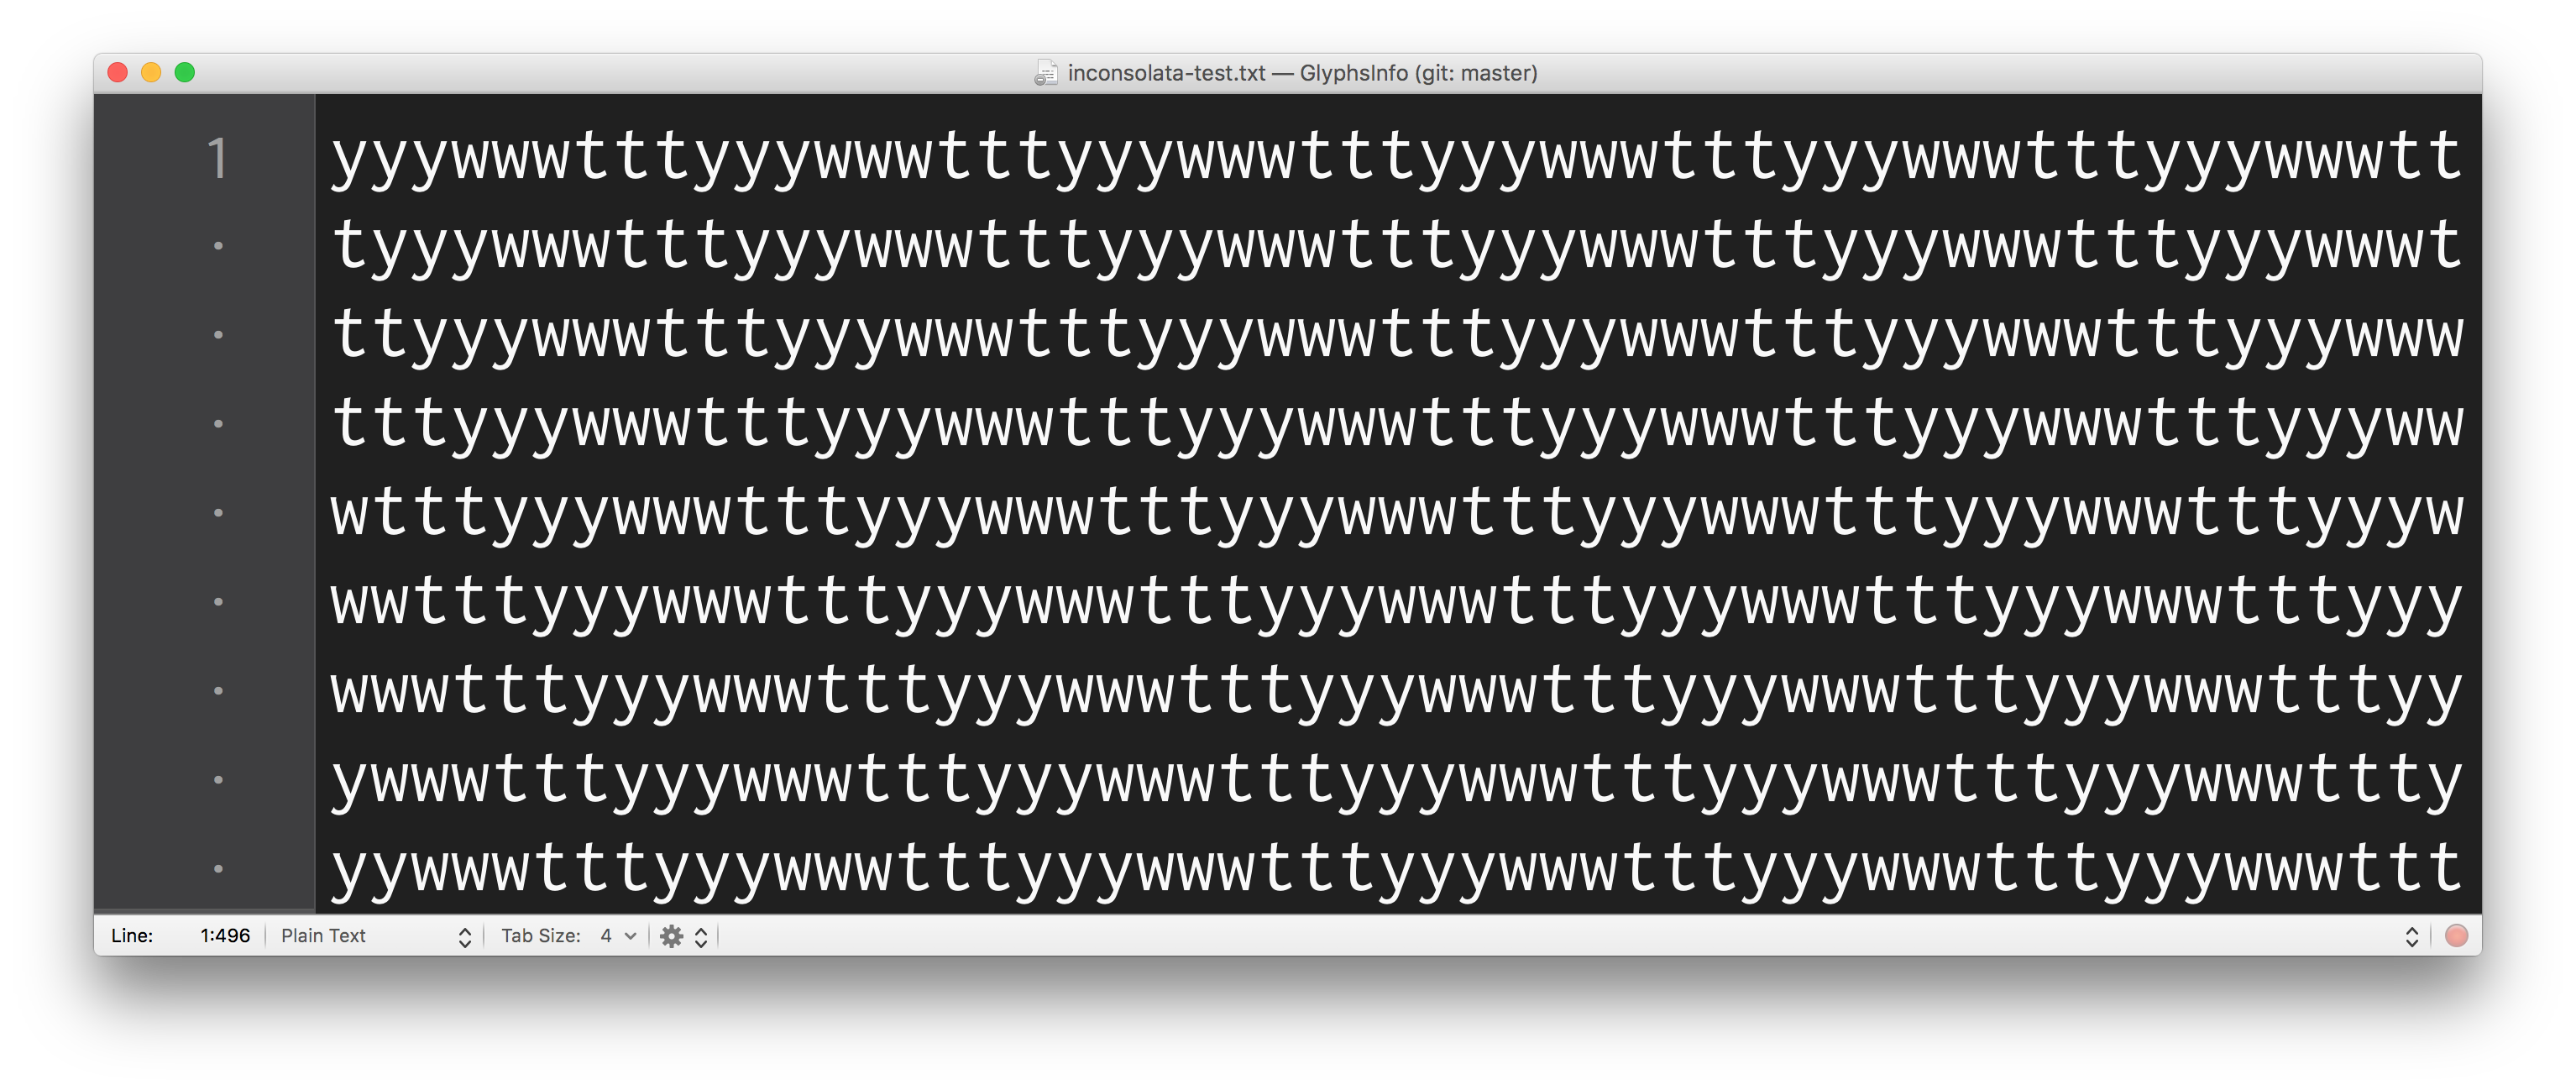 inconsolata-test.txt — GlyphsInfo (git: master)
1 yyywwwtttyyywwwtttyyywwwtttyyywwwtttyyywwwtttyyywwwtt
tyyywwwtttyyywwwtttyyywwwtttyyywwwtttyyywwwtttyyywwwt
ttyyywwwtttyyywwwtttyyywwwtttyyywwwtttyyywwwtttyyywww
tttyyywwwtttyyywwwtttyyywwwtttyyywwwtttyyywwwtttyyyww
wtttyyywwwtttyyywwwtttyyywwwtttyyywwwtttyyywwwtttyyyw
wwtttyyywwwtttyyywwwtttyyywwwtttyyywwwtttyyywwwtttyyy
wwwtttyyywwwtttyyywwwtttyyywwwtttyyywwwtttyyywwwtttyy
ywwwtttyyywwwtttyyywwwtttyyywwwtttyyywwwtttyyywwwttty
yywwwtttyyywwwtttyyywwwtttyyywwwtttyyywwwtttyyywwwttt
Line: 1:496 Plain Text Tab Size: 4